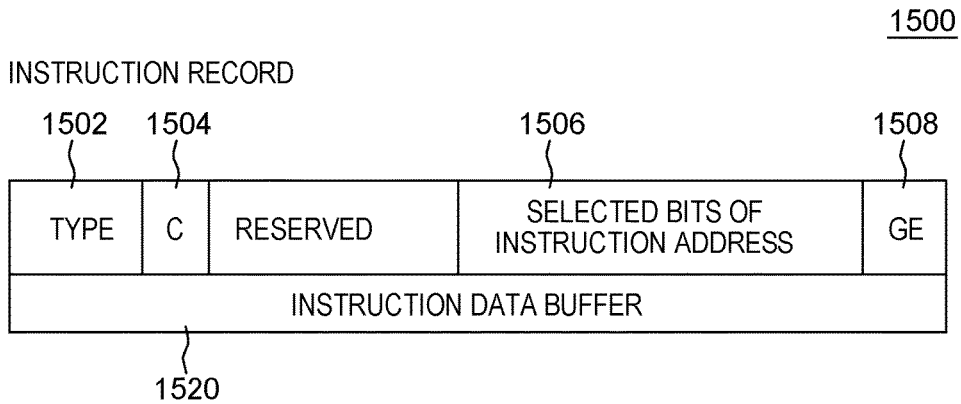 1500
INSTRUCTION RECORD
1502 1504 1506 1508
TYPE C RESERVED SELECTED BITS OF INSTRUCTION ADDRESS GE
INSTRUCTION DATA BUFFER
1520